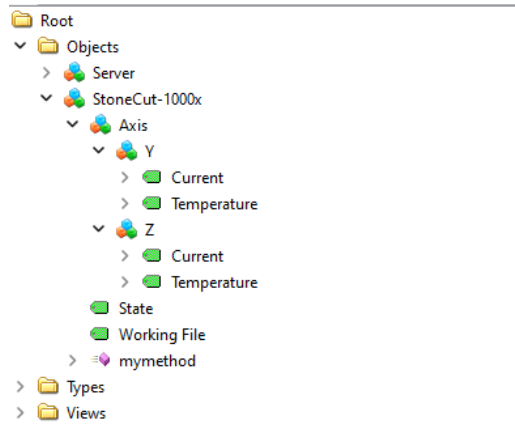 Root
Objects
Server
StoneCut-1000x
Axis
Y
Current
Temperature
Z
Current
Temperature
State
Working File
mymethod
Types
Views